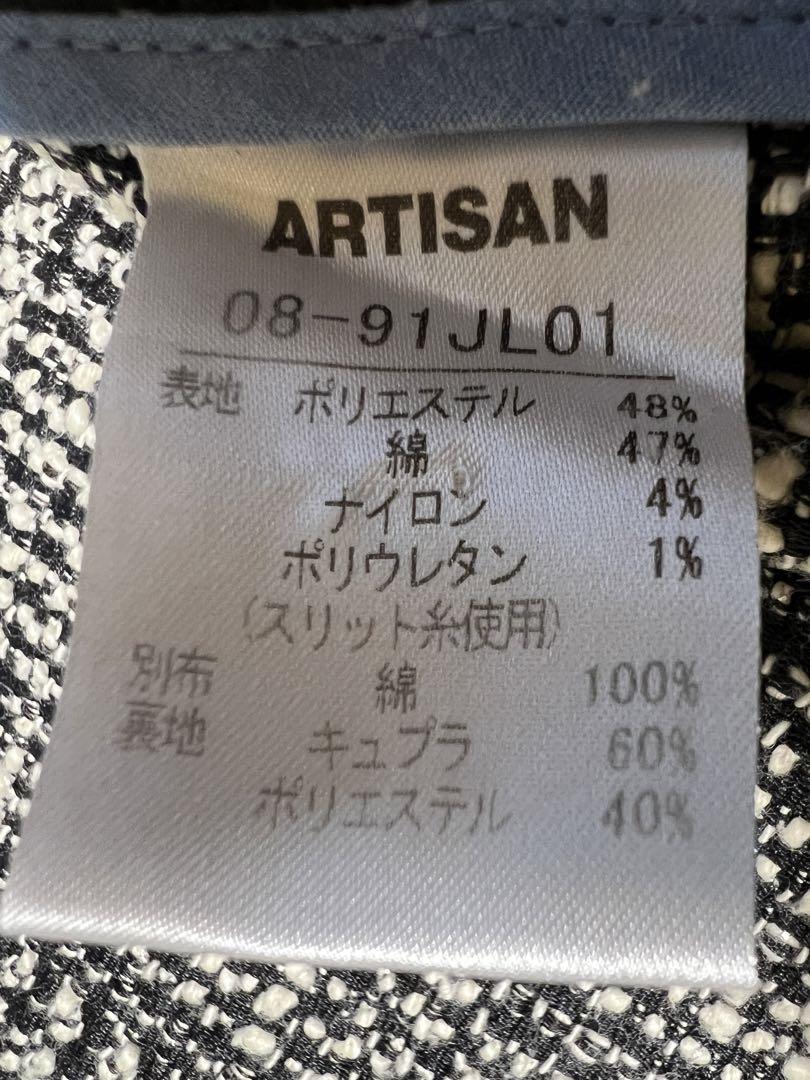 ARTISAN
08-91JL01
表地 ポリエステル 48%
綿 47%
ナイロン 4%
ポリウレタン 1%
(スリット糸使用)
別布 綿 100%
裏地 キュプラ 60%
ポリエステル 40%